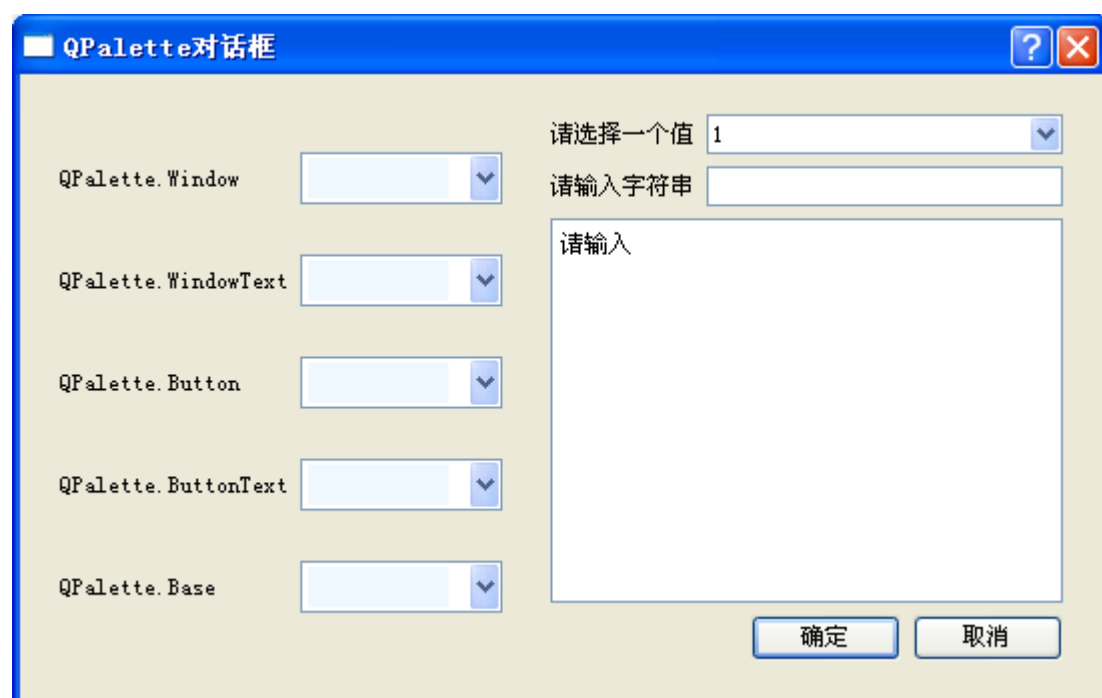 QPalette对话框
QPalette.Window
QPalette.WindowText
QPalette.Button
QPalette.ButtonText
QPalette.Base
请选择一个值 1
请输入字符串
请输入
确定 取消